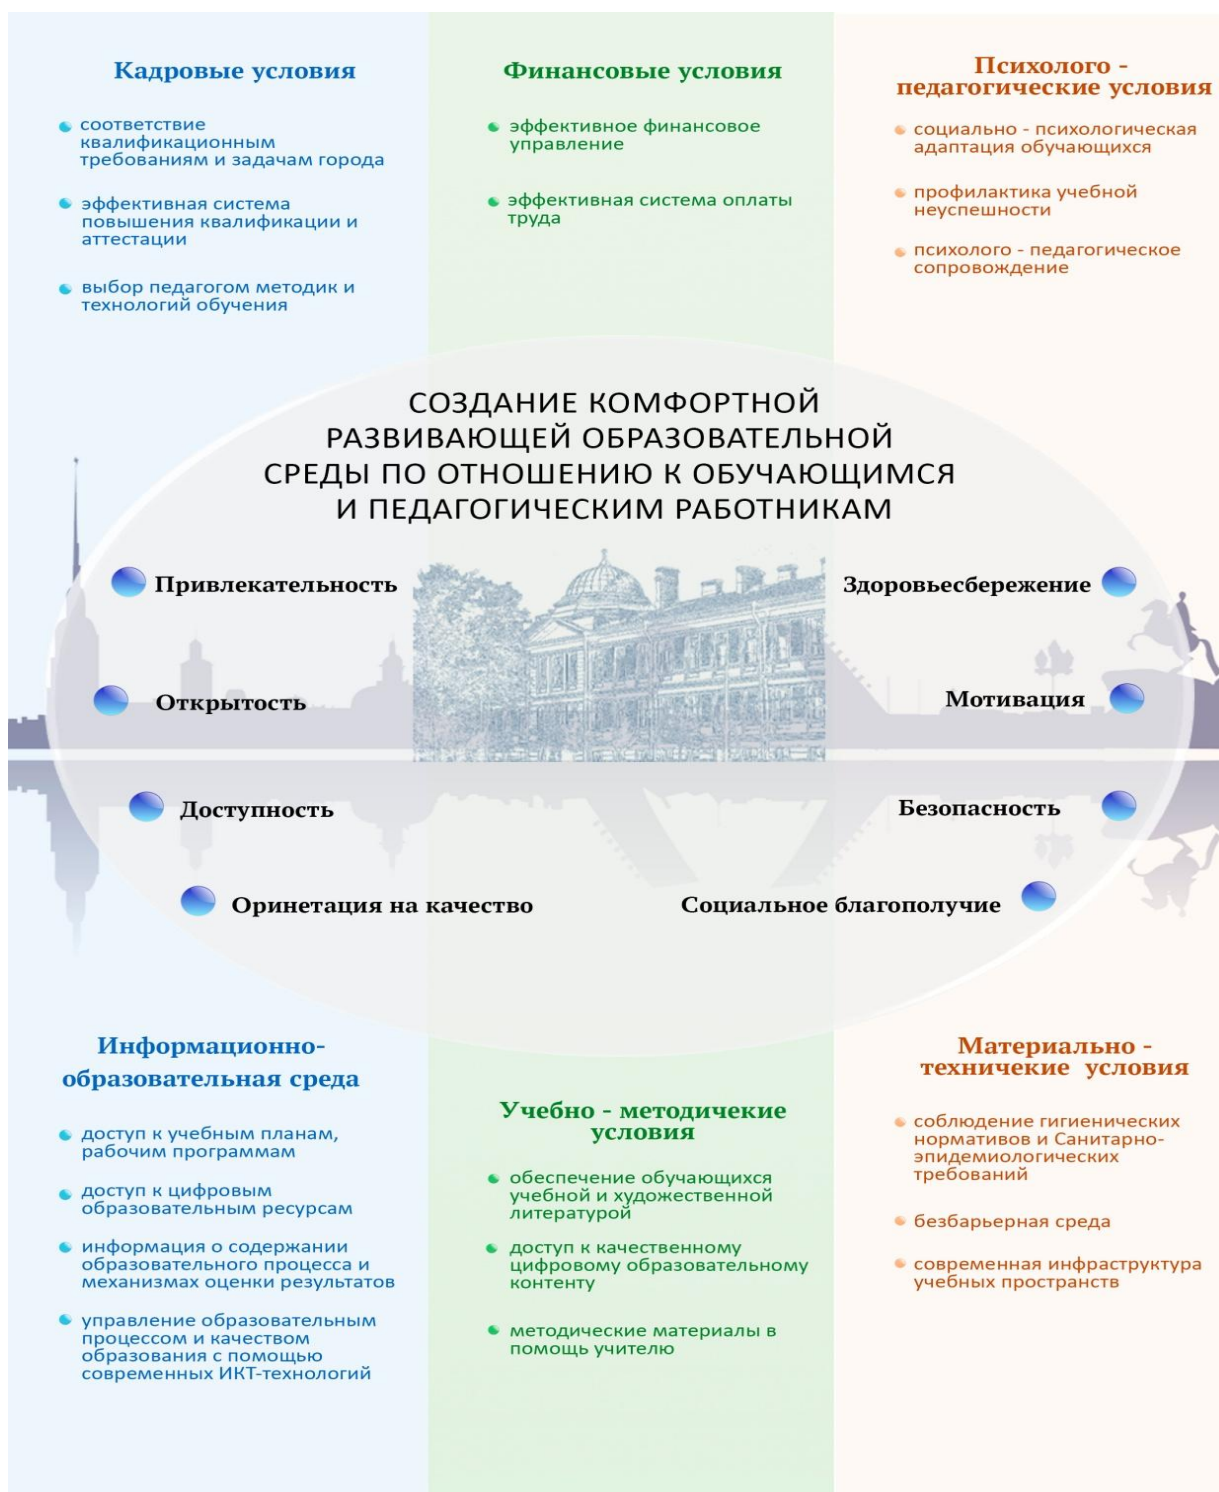 Кадровые условия
соответствие
квалификационным
требованиям и задачам города
эффективная система
повышения квалификации и
аттестации
выбор педагогом методик и
технологий обучения
Финансовые условия
эффективное финансовое
управление
эффективная система оплаты
труда
Психолого -
педагогические условия
социально - психологическая
адаптация обучающихся
профилактика учебной
неуспешности
психолого - педагогическое
сопровождение
СОЗДАНИЕ КОМФОРТНОЙ
РАЗВИВАЮЩЕЙ ОБРАЗОВАТЕЛЬНОЙ
СРЕДЫ ПО ОТНОШЕНИЮ К ОБУЧАЮЩИМСЯ
И ПЕДАГОГИЧЕСКИМ РАБОТНИКАМ
Привлекательность
Открытость
Доступность
Оринетация на качество
Здоровьесбережение
Мотивация
Безопасность
Социальное благополучие
Информационно-
образовательная среда
доступ к учебным планам,
рабочим программам
доступ к цифровым
образовательным ресурсам
информация о содержании
образовательного процесса и
механизмах оценки результатов
управление образовательным
процессом и качеством
образования с помощью
современных ИКТ-технологий
Учебно - методичекие
условия
обеспечение обучающихся
учебной и художественной
литературой
доступ к качественному
цифровому образовательному
контенту
методические материалы в
помощь учителю
Материально -
техничекие условия
соблюдение гигиенических
нормативов и Санитарно-
эпидемиологических
требований
безбарьерная среда
современная инфраструктура
учебных пространств